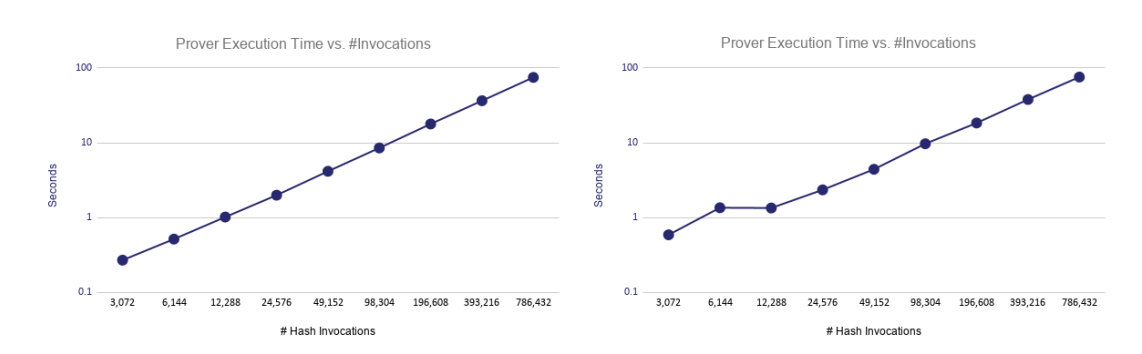 Prover Execution Time vs. #Invocations
100
10
1
0.1
Seconds
3,072 6,144 12,288 24,576 49,152 98,304 196,608 393,216 786,432
# Hash Invocations
Prover Execution Time vs. #Invocations
100
10
1
0.1
Seconds
3,072 6,144 12,288 24,576 49,152 98,304 196,608 393,216 786,432
# Hash Invocations